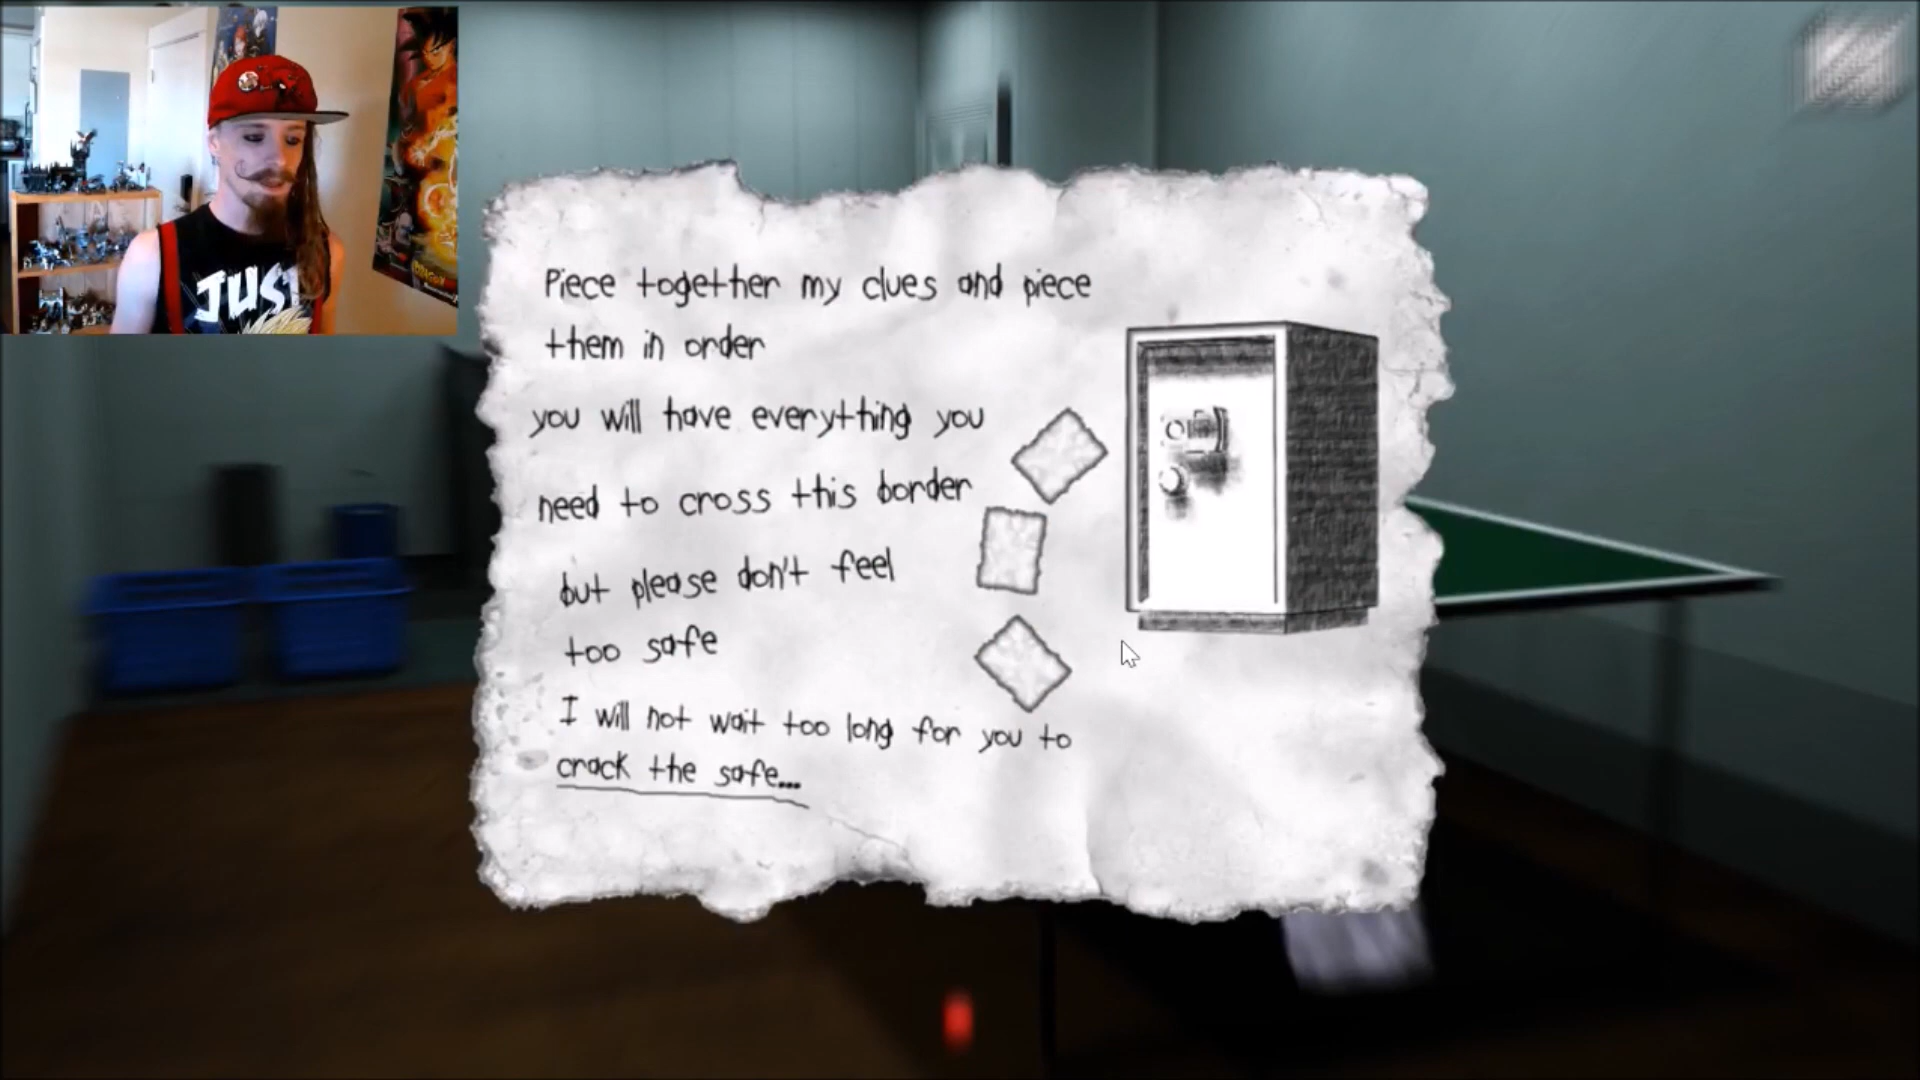 JUST
Piece together my clues and piece
them in order
you will have everything you
need to cross this border
but please don't feel
too safe
I will not wait too long for you to
crack the safe...